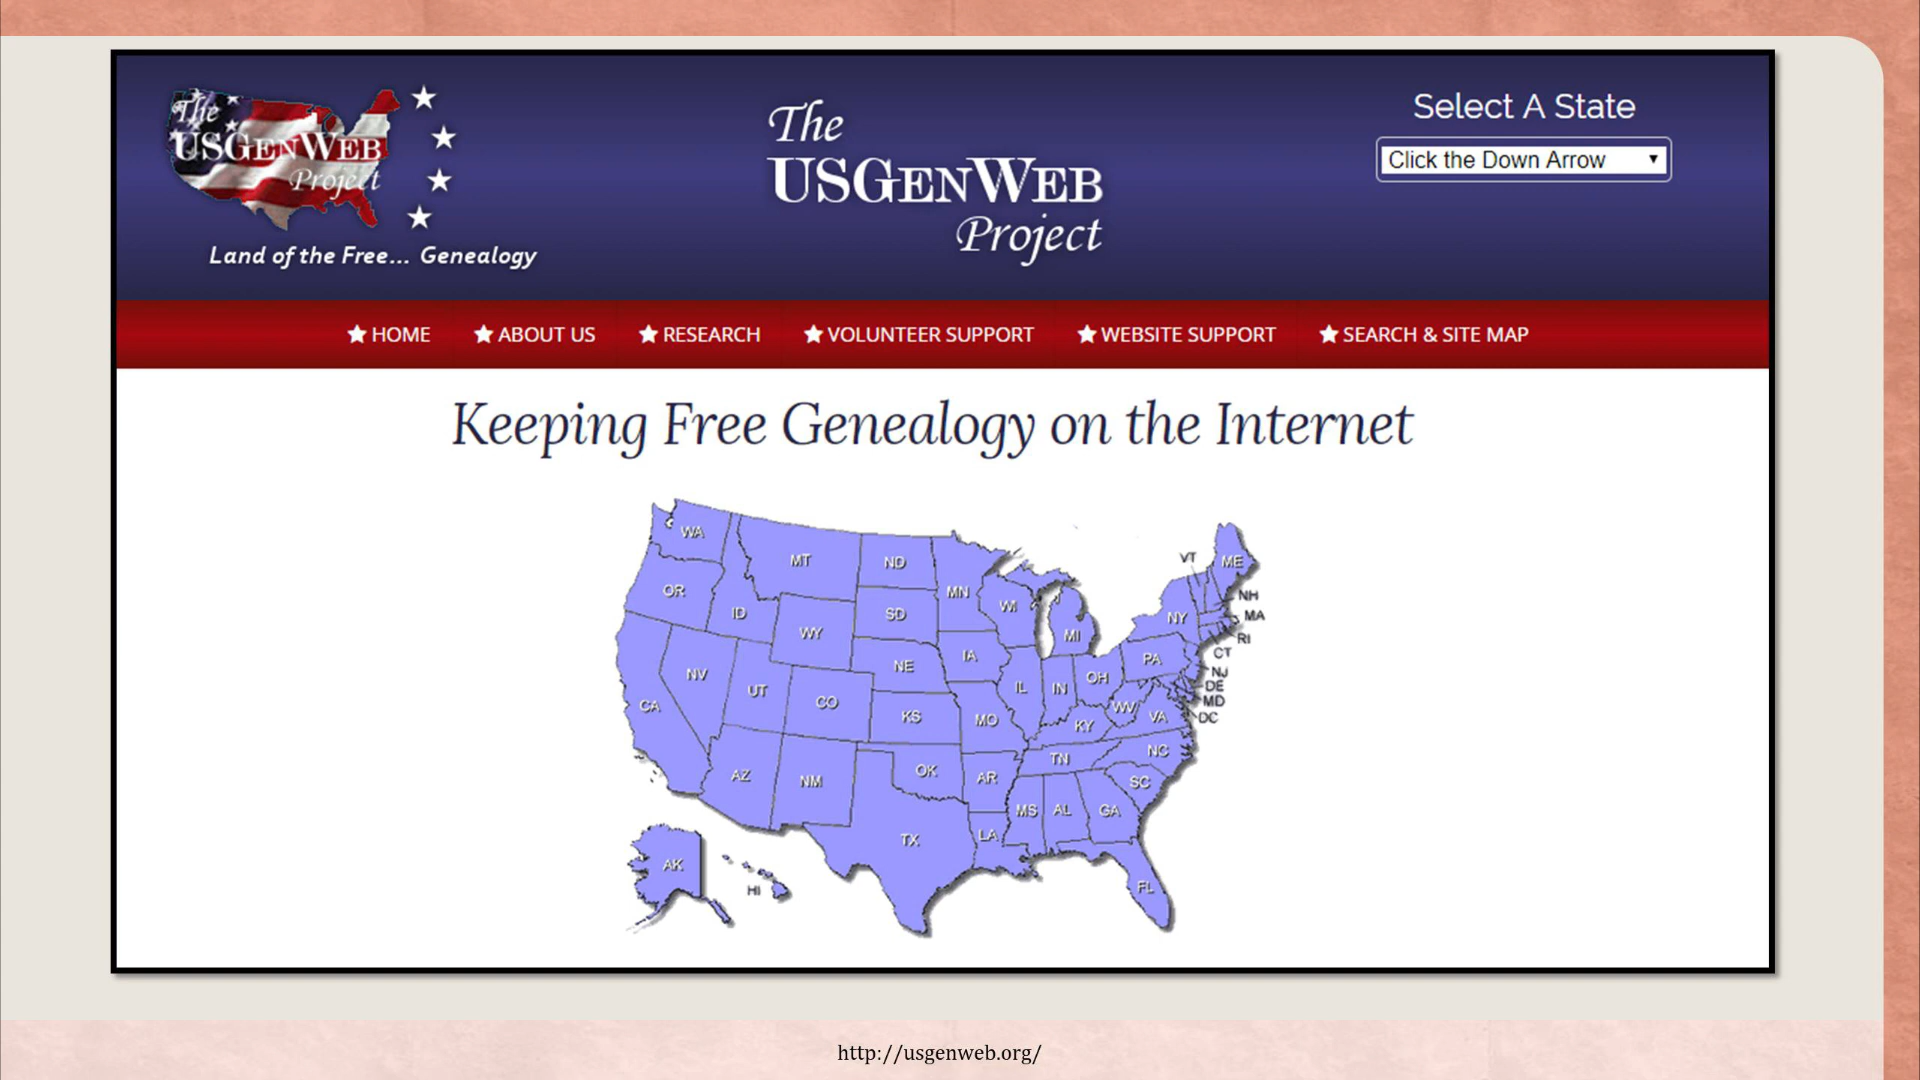 The
USGenWeb
Project
Land of the Free... Genealogy
The
USGenWeb
Project
Select A State
Click the Down Arrow
HOME
ABOUT US
RESEARCH
VOLUNTEER SUPPORT
WEBSITE SUPPORT
SEARCH & SITE MAP
Keeping Free Genealogy on the Internet
WA
MT
ND
MN
VT
ME
OR
ID
WY
SD
WI
MI
NY
NH
MA
RI
CT
NJ
DE
MD
DC
NV
UT
CO
NE
IA
IL
IN
OH
PA
CA
KS
MO
KY
WV
VA
AZ
NM
OK
AR
TN
NC
SC
TX
LA
MS
AL
GA
FL
AK
HI
http://usgenweb.org/